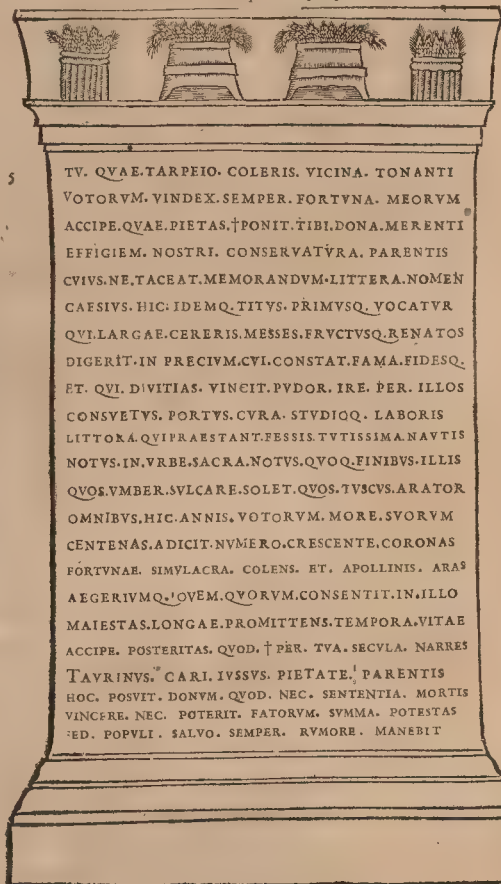 5
TV. QVAE. TARPEIO. COLERIS. VICINA. TONANTI
VOTORVM. VINDEX. SEMPER. FORTVNA. MEORVM
ACCIPE. QVAE. PIETAS. †PONIT. TIBI. DONA. MERENTI
EFFIGIEM. NOSTRI. CONSERVATVRA. PARENTIS
CVIVS. NE. TACEAT. MEMORANDVM. LITTERA. NOMEN
CAESIVS. HIC. IDEMQ. TITVS. PRIMVSQ. VOCATVR
QVI. LARGAE. CERERIS. MESSES. FRVCTVSQ. RENATOS
DIGERIT. IN PRECIVM. CVI. CONSTAT. FAMA. FIDESQ.
ET. QVI. DIVITIAS. VINCIT. PVDOR. IRE. PER. ILLOS
CONSVETVS. PORTVS. CVRA. STVDIOQ. LABORIS
LITTORA. QVI PRAESTANT. FESSIS. TVTISSIMA. NAVTIS
NOTVS. IN. VRBE. SACRA. NOTVS. QVOQ. FINIBVS. ILLIS
QVOS. VMBER. SVLCARE. SOLET. QVOS. TVSCVS. ARATOR
OMNIBVS. HIC. ANNIS. VOTORVM. MORE. SVORVM
CENTENAS. ADICIT. NVMERO. CRESCENTE. CORONAS
FORTVNAE. SIMVLACRA. COLENS. ET. APOLLINIS. ARAS
AEGERIVMQ. IOVEM. QVORVM. CONSENTIT. IN. ILLO
MAIESTAS. LONGAE. PROMITTENS. TEMPORA. VITAE
ACCIPE. POSTERITAS. QVOD. † PER. TVA. SECVLA. NARRES
TAVRINVS. CARI. IVSSVS. PIETATE. PARENTIS
HOC. POSVIT. DONVM. QVOD. NEC. SENTENTIA. MORTIS
VINCERE. NEC. POTERIT. FATORVM. SVMMA. POTESTAS
SED. POPVLI. SALVO. SEMPER. RVMORE. MANEBIT